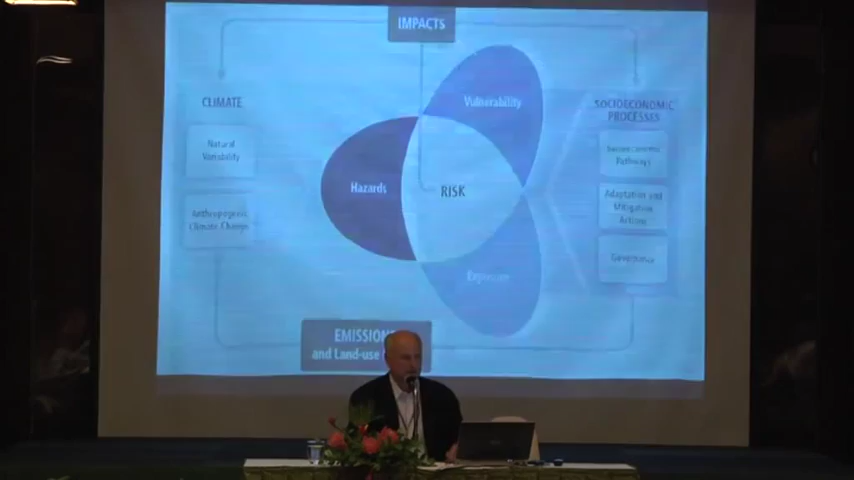 IMPACTS
CLIMATE
Natural
Variability
Anthropogenic
Climate Change
Vulnerability
Hazards
RISK
Exposure
SOCIOECONOMIC
PROCESSES
Socioeconomic
Pathways
Adaptation and
Mitigation
Actions
Governance
EMISSIONS
and Land-use